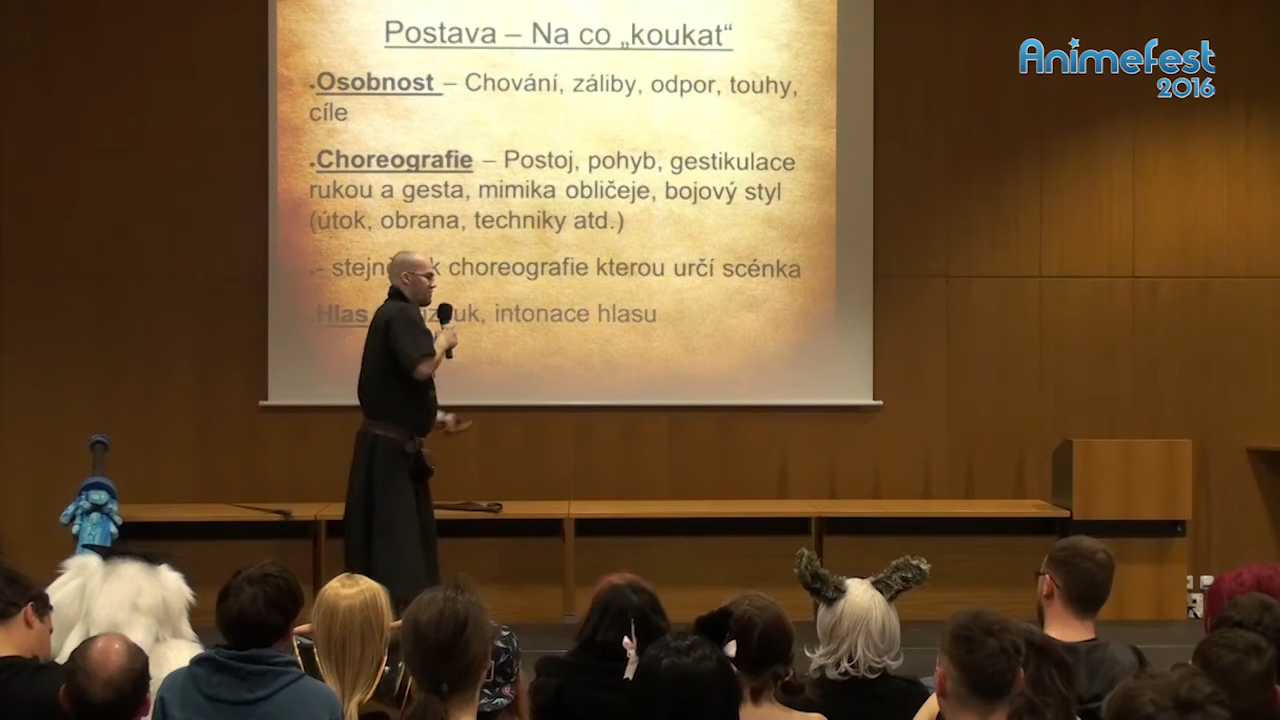 Postava – Na co „koukat“
.Osobnost – Chování, záliby, odpor, touhy,
cíle
.Choreografie – Postoj, pohyb, gestikulace
rukou a gesta, mimika obličeje, bojový styl
(útok, obrana, techniky atd.)
choreografie kterou určí scénka
Hlas intonace hlasu
AnimeFest
2016